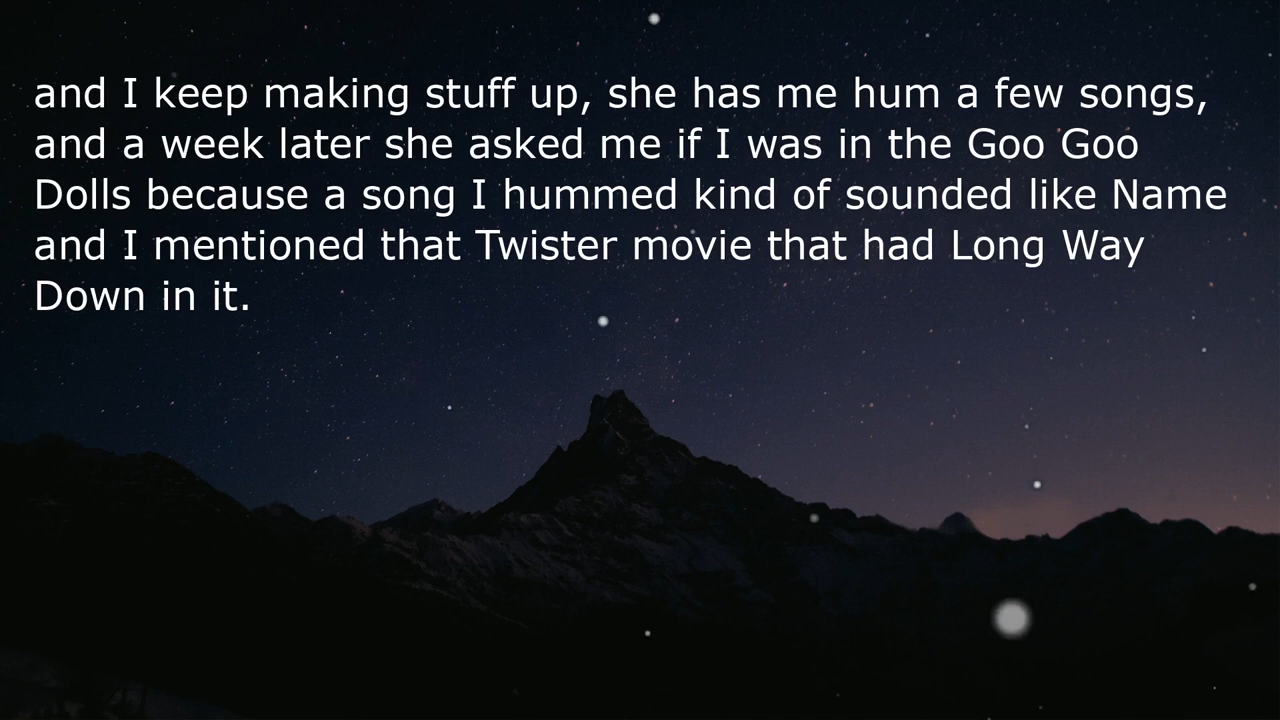 and I keep making stuff up, she has me hum a few songs,
and a week later she asked me if I was in the Goo Goo
Dolls because a song I hummed kind of sounded like Name
and I mentioned that Twister movie that had Long Way
Down in it.